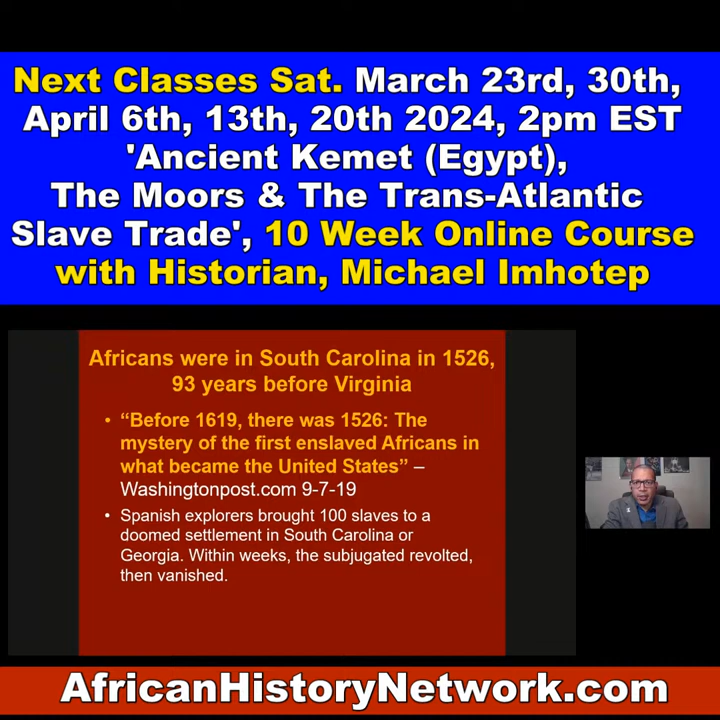 Next Classes Sat. March 23rd, 30th,
April 6th, 13th, 20th 2024, 2pm EST
'Ancient Kemet (Egypt),
The Moors & The Trans-Atlantic
Slave Trade', 10 Week Online Course
with Historian, Michael Imhotep
Africans were in South Carolina in 1526,
93 years before Virginia
• “Before 1619, there was 1526: The
mystery of the first enslaved Africans in
what became the United States” –
Washingtonpost.com 9-7-19
• Spanish explorers brought 100 slaves to a
doomed settlement in South Carolina or
Georgia. Within weeks, the subjugated revolted,
then vanished.
AfricanHistoryNetwork.com